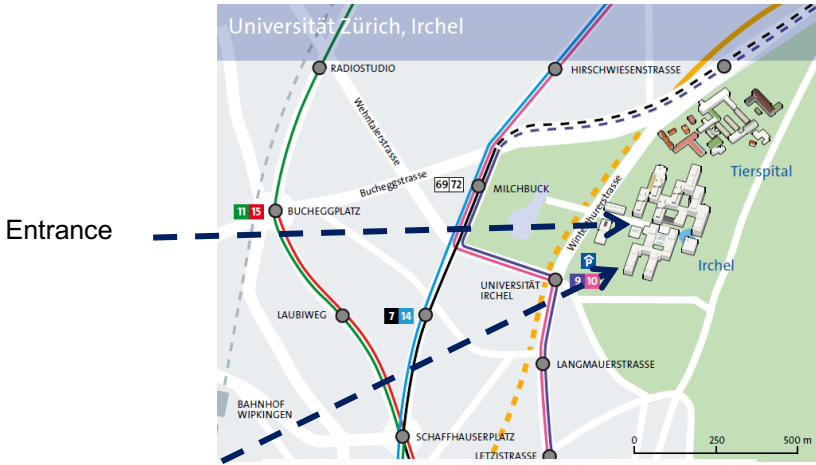 Universität Zürich, Irchel
RADIOSTUDIO
HIRSCHWIESENSTRASSE
Wehntalerstrasse
Bucheggstrasse
69 72
MILCHBUCK
Tierspital
Winterthurerstrasse
11 15
BUCHEGGPLATZ
Entrance
P
Irchel
UNIVERSITÄT
IRCHEL
9 10
LAUBIWEG
7 14
LANGMAUERSTRASSE
BAHNHOF
WIPKINGEN
SCHAFFHAUSERPLATZ
LETZISTRASSE
0 250 500 m